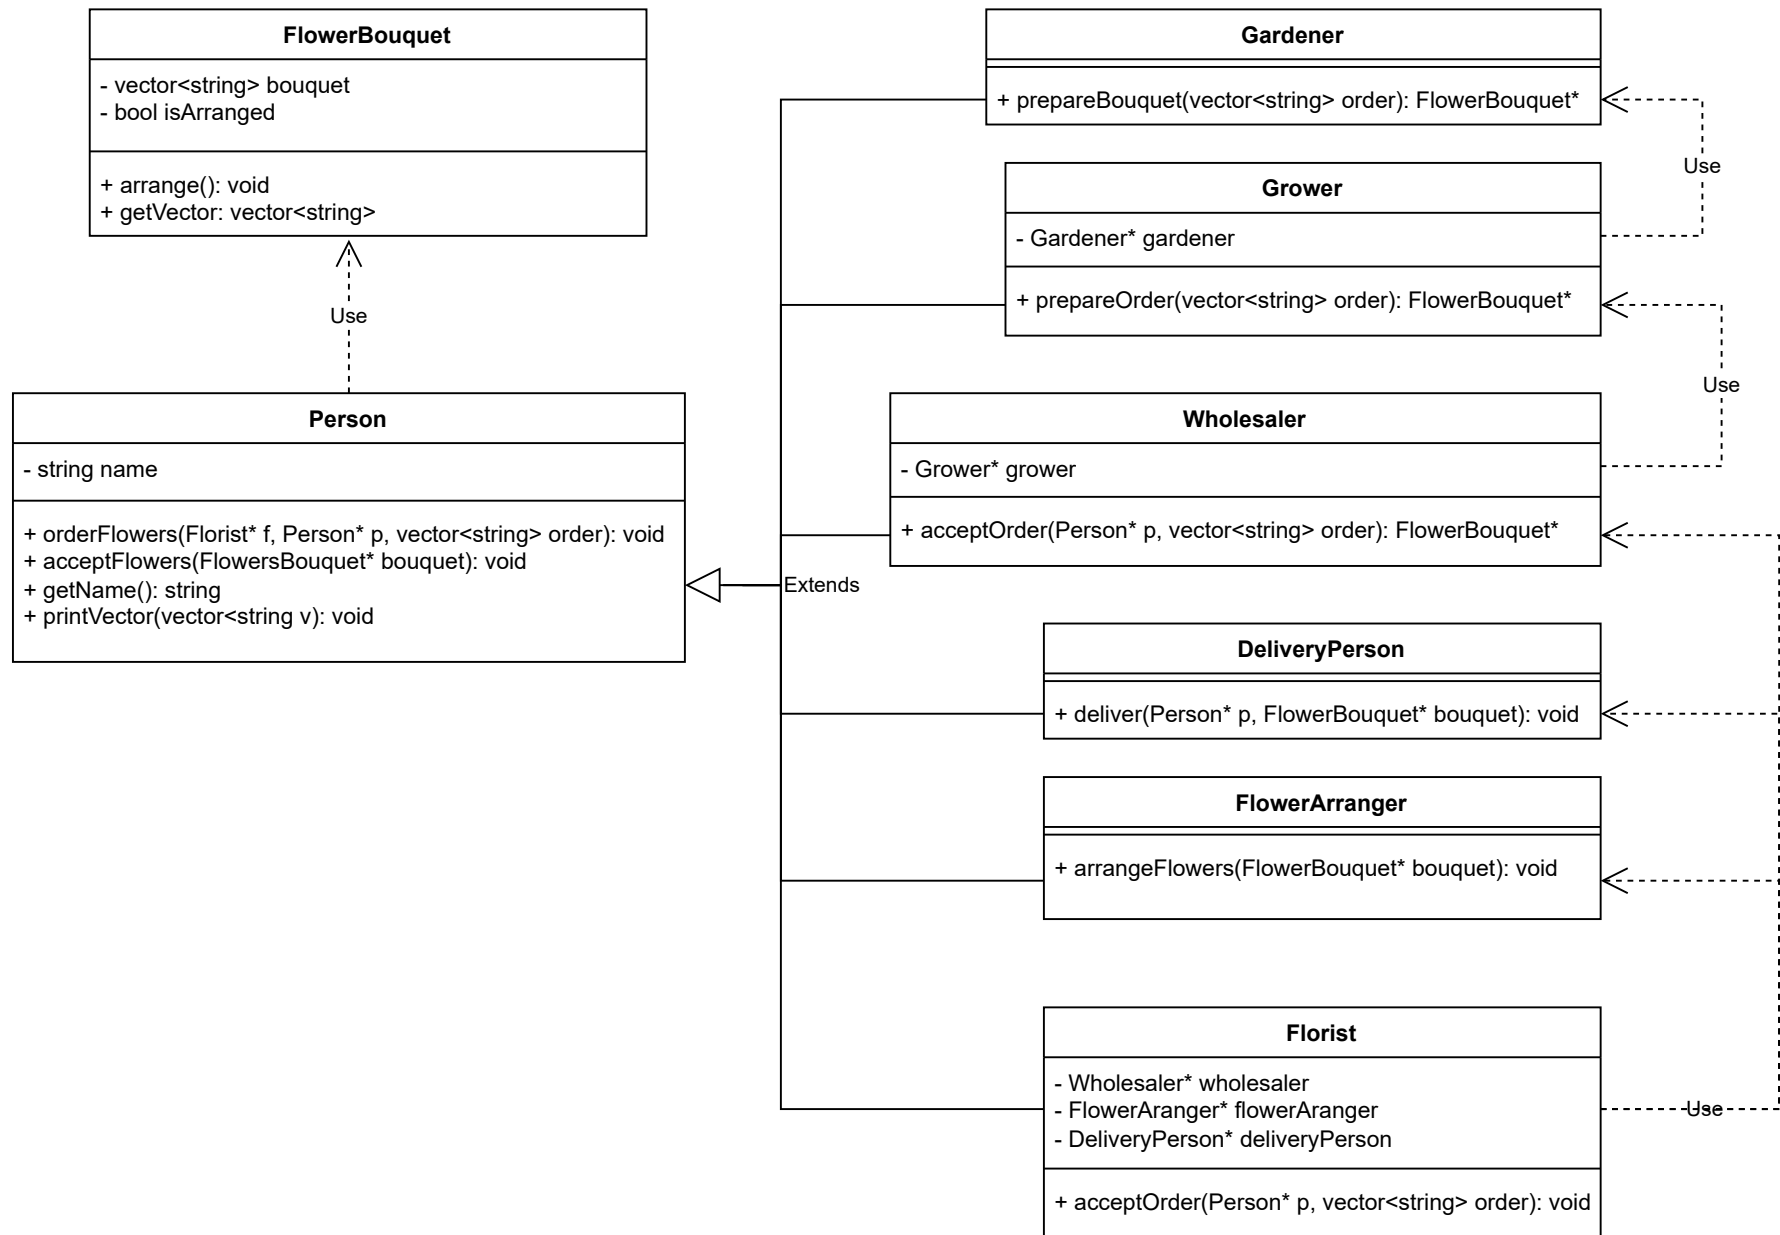 FlowerBouquet
- vector<string> bouquet
- bool isArranged
+ arrange(): void
+ getVector: vector<string>
Use
Person
- string name
+ orderFlowers(Florist* f, Person* p, vector<string> order): void
+ acceptFlowers(FlowersBouquet* bouquet): void
+ getName(): string
+ printVector(vector<string v): void
Extends
Gardener
+ prepareBouquet(vector<string> order): FlowerBouquet*
Use
Grower
- Gardener* gardener
+ prepareOrder(vector<string> order): FlowerBouquet*
Use
Wholesaler
- Grower* grower
+ acceptOrder(Person* p, vector<string> order): FlowerBouquet*
DeliveryPerson
+ deliver(Person* p, FlowerBouquet* bouquet): void
FlowerArranger
+ arrangeFlowers(FlowerBouquet* bouquet): void
Florist
- Wholesaler* wholesaler
- FlowerAranger* flowerAranger
- DeliveryPerson* deliveryPerson
Use
+ acceptOrder(Person* p, vector<string> order): void